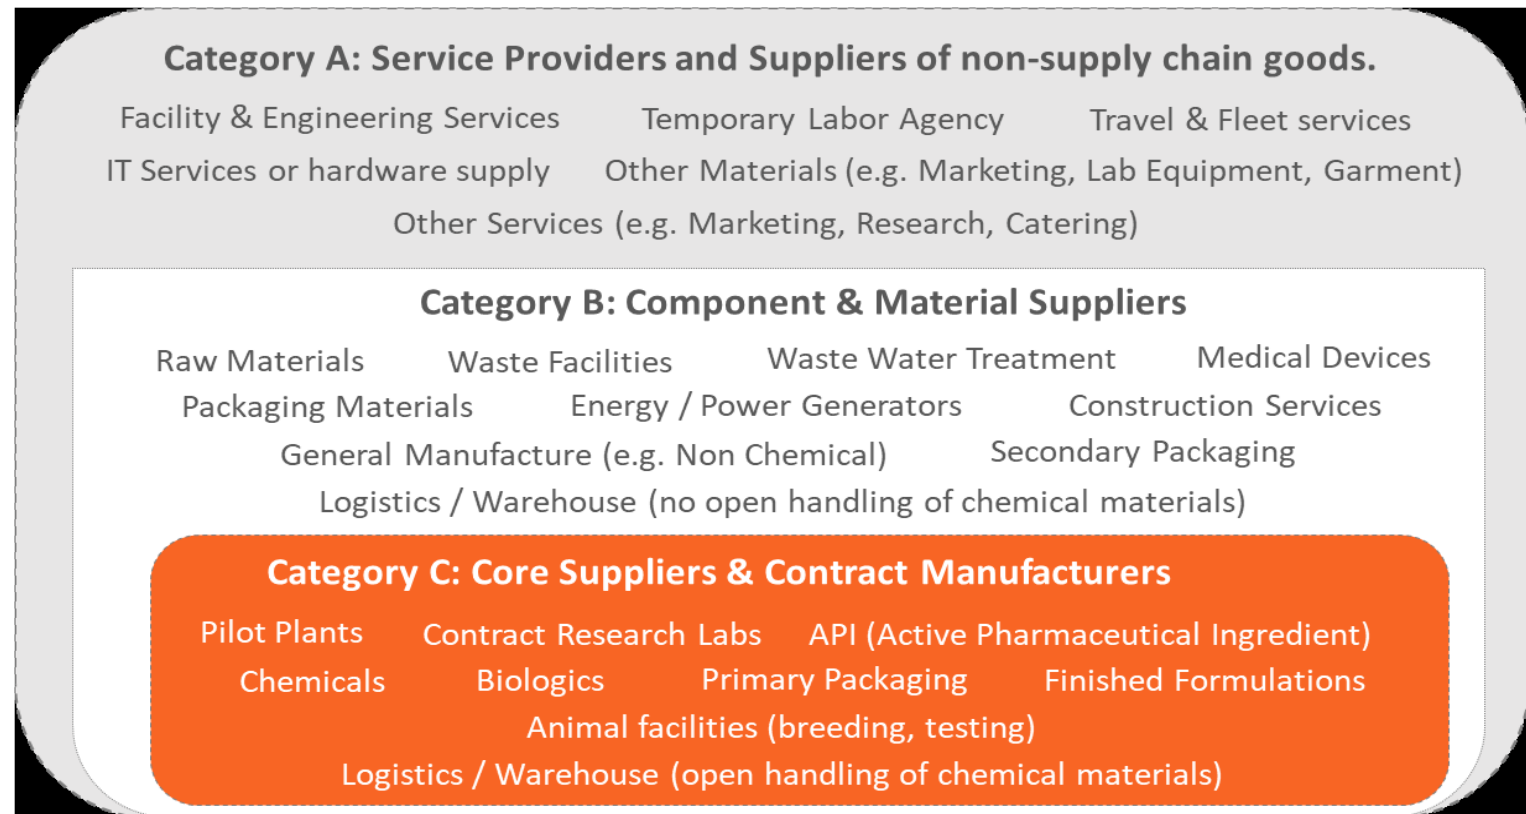 Category A: Service Providers and Suppliers of non-supply chain goods.
Facility & Engineering Services Temporary Labor Agency Travel & Fleet services
IT Services or hardware supply Other Materials (e.g. Marketing, Lab Equipment, Garment)
Other Services (e.g. Marketing, Research, Catering)
Category B: Component & Material Suppliers
Raw Materials Waste Facilities Waste Water Treatment Medical Devices
Packaging Materials Energy / Power Generators Construction Services
General Manufacture (e.g. Non Chemical) Secondary Packaging
Logistics / Warehouse (no open handling of chemical materials)
Category C: Core Suppliers & Contract Manufacturers
Pilot Plants Contract Research Labs API (Active Pharmaceutical Ingredient)
Chemicals Biologics Primary Packaging Finished Formulations
Animal facilities (breeding, testing)
Logistics / Warehouse (open handling of chemical materials)